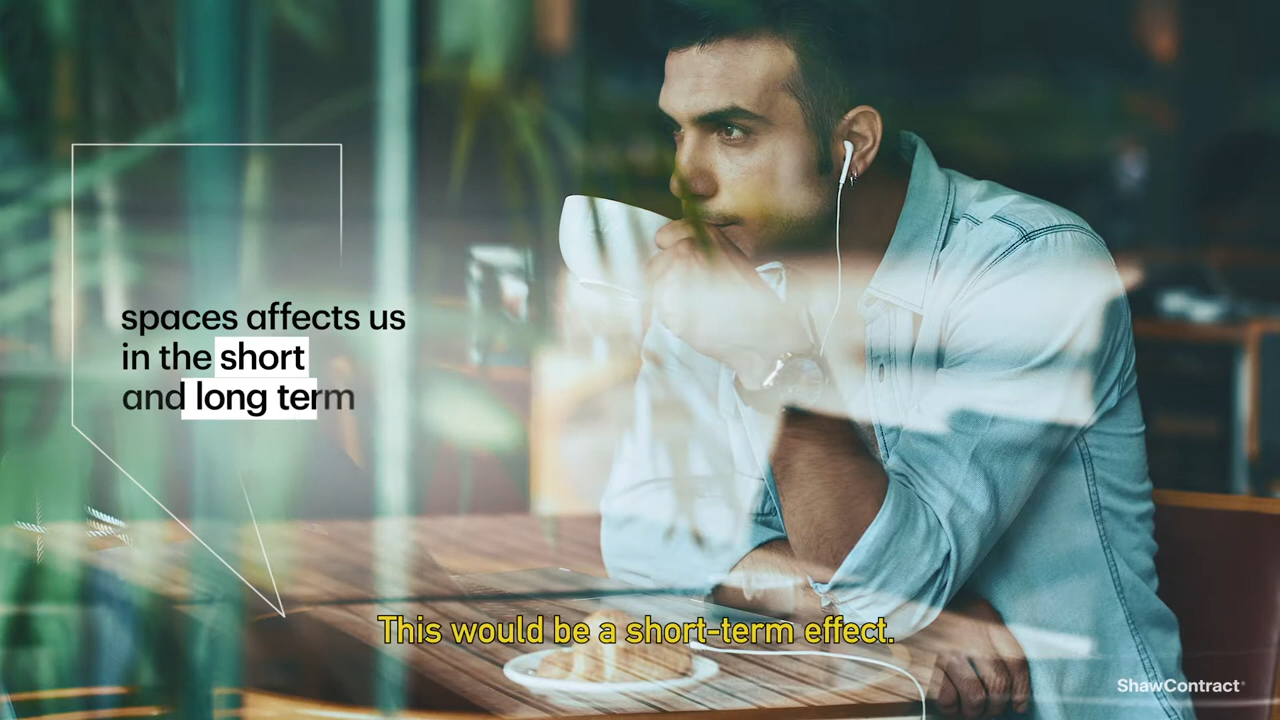 spaces affects us
in the short
and long term
This would be a short-term effect.
ShawContract